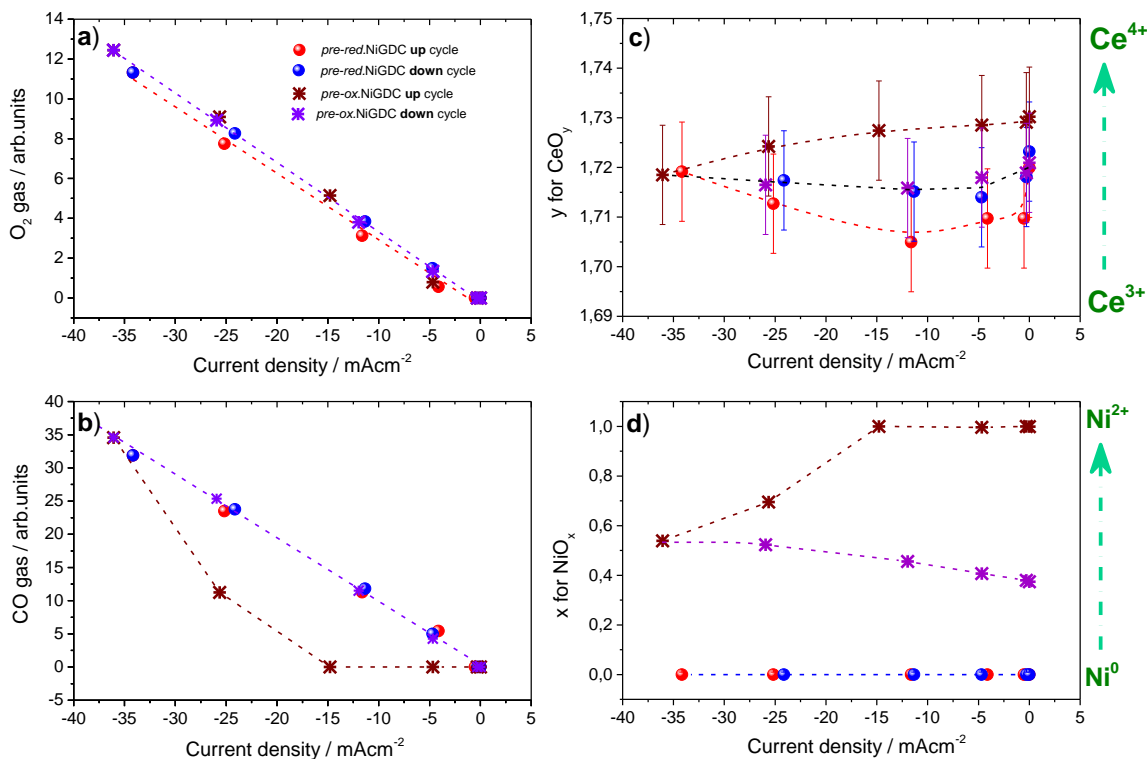 a)
O₂ gas / arb.units
14
12
10
8
6
4
2
0
-40 -35 -30 -25 -20 -15 -10 -5 0 5
Current density / mAcm⁻²
pre-red.NiGDC up cycle
pre-red.NiGDC down cycle
pre-ox.NiGDC up cycle
pre-ox.NiGDC down cycle
c)
y for CeOy
1,75
1,74
1,73
1,72
1,71
1,70
1,69
-40 -35 -30 -25 -20 -15 -10 -5 0 5
Current density / mAcm⁻²
Ce⁴⁺
Ce³⁺
b)
CO gas / arb.units
40
35
30
25
20
15
10
5
0
-5
-40 -35 -30 -25 -20 -15 -10 -5 0 5
Current density / mAcm⁻²
d)
x for NiOₓ
1,0
0,8
0,6
0,4
0,2
0,0
-40 -35 -30 -25 -20 -15 -10 -5 0 5
Current density / mAcm⁻²
Ni²⁺
Ni⁰